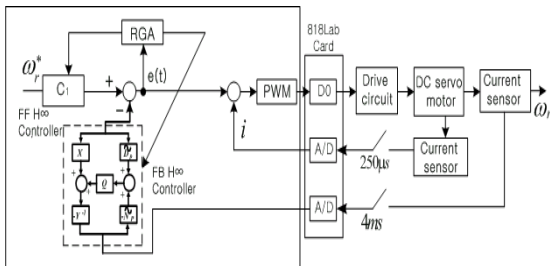 RGA
818Lab
Card
ω*r
C1
+
−
e(t)
PWM
D0
Drive
circuit
DC servo
motor
Current
sensor
ωr
FF H∞
Controller
i
A/D
250μs
Current
sensor
X
+
+
Q
+
+
FB H∞
Controller
-Y⁻¹
A/D
4ms